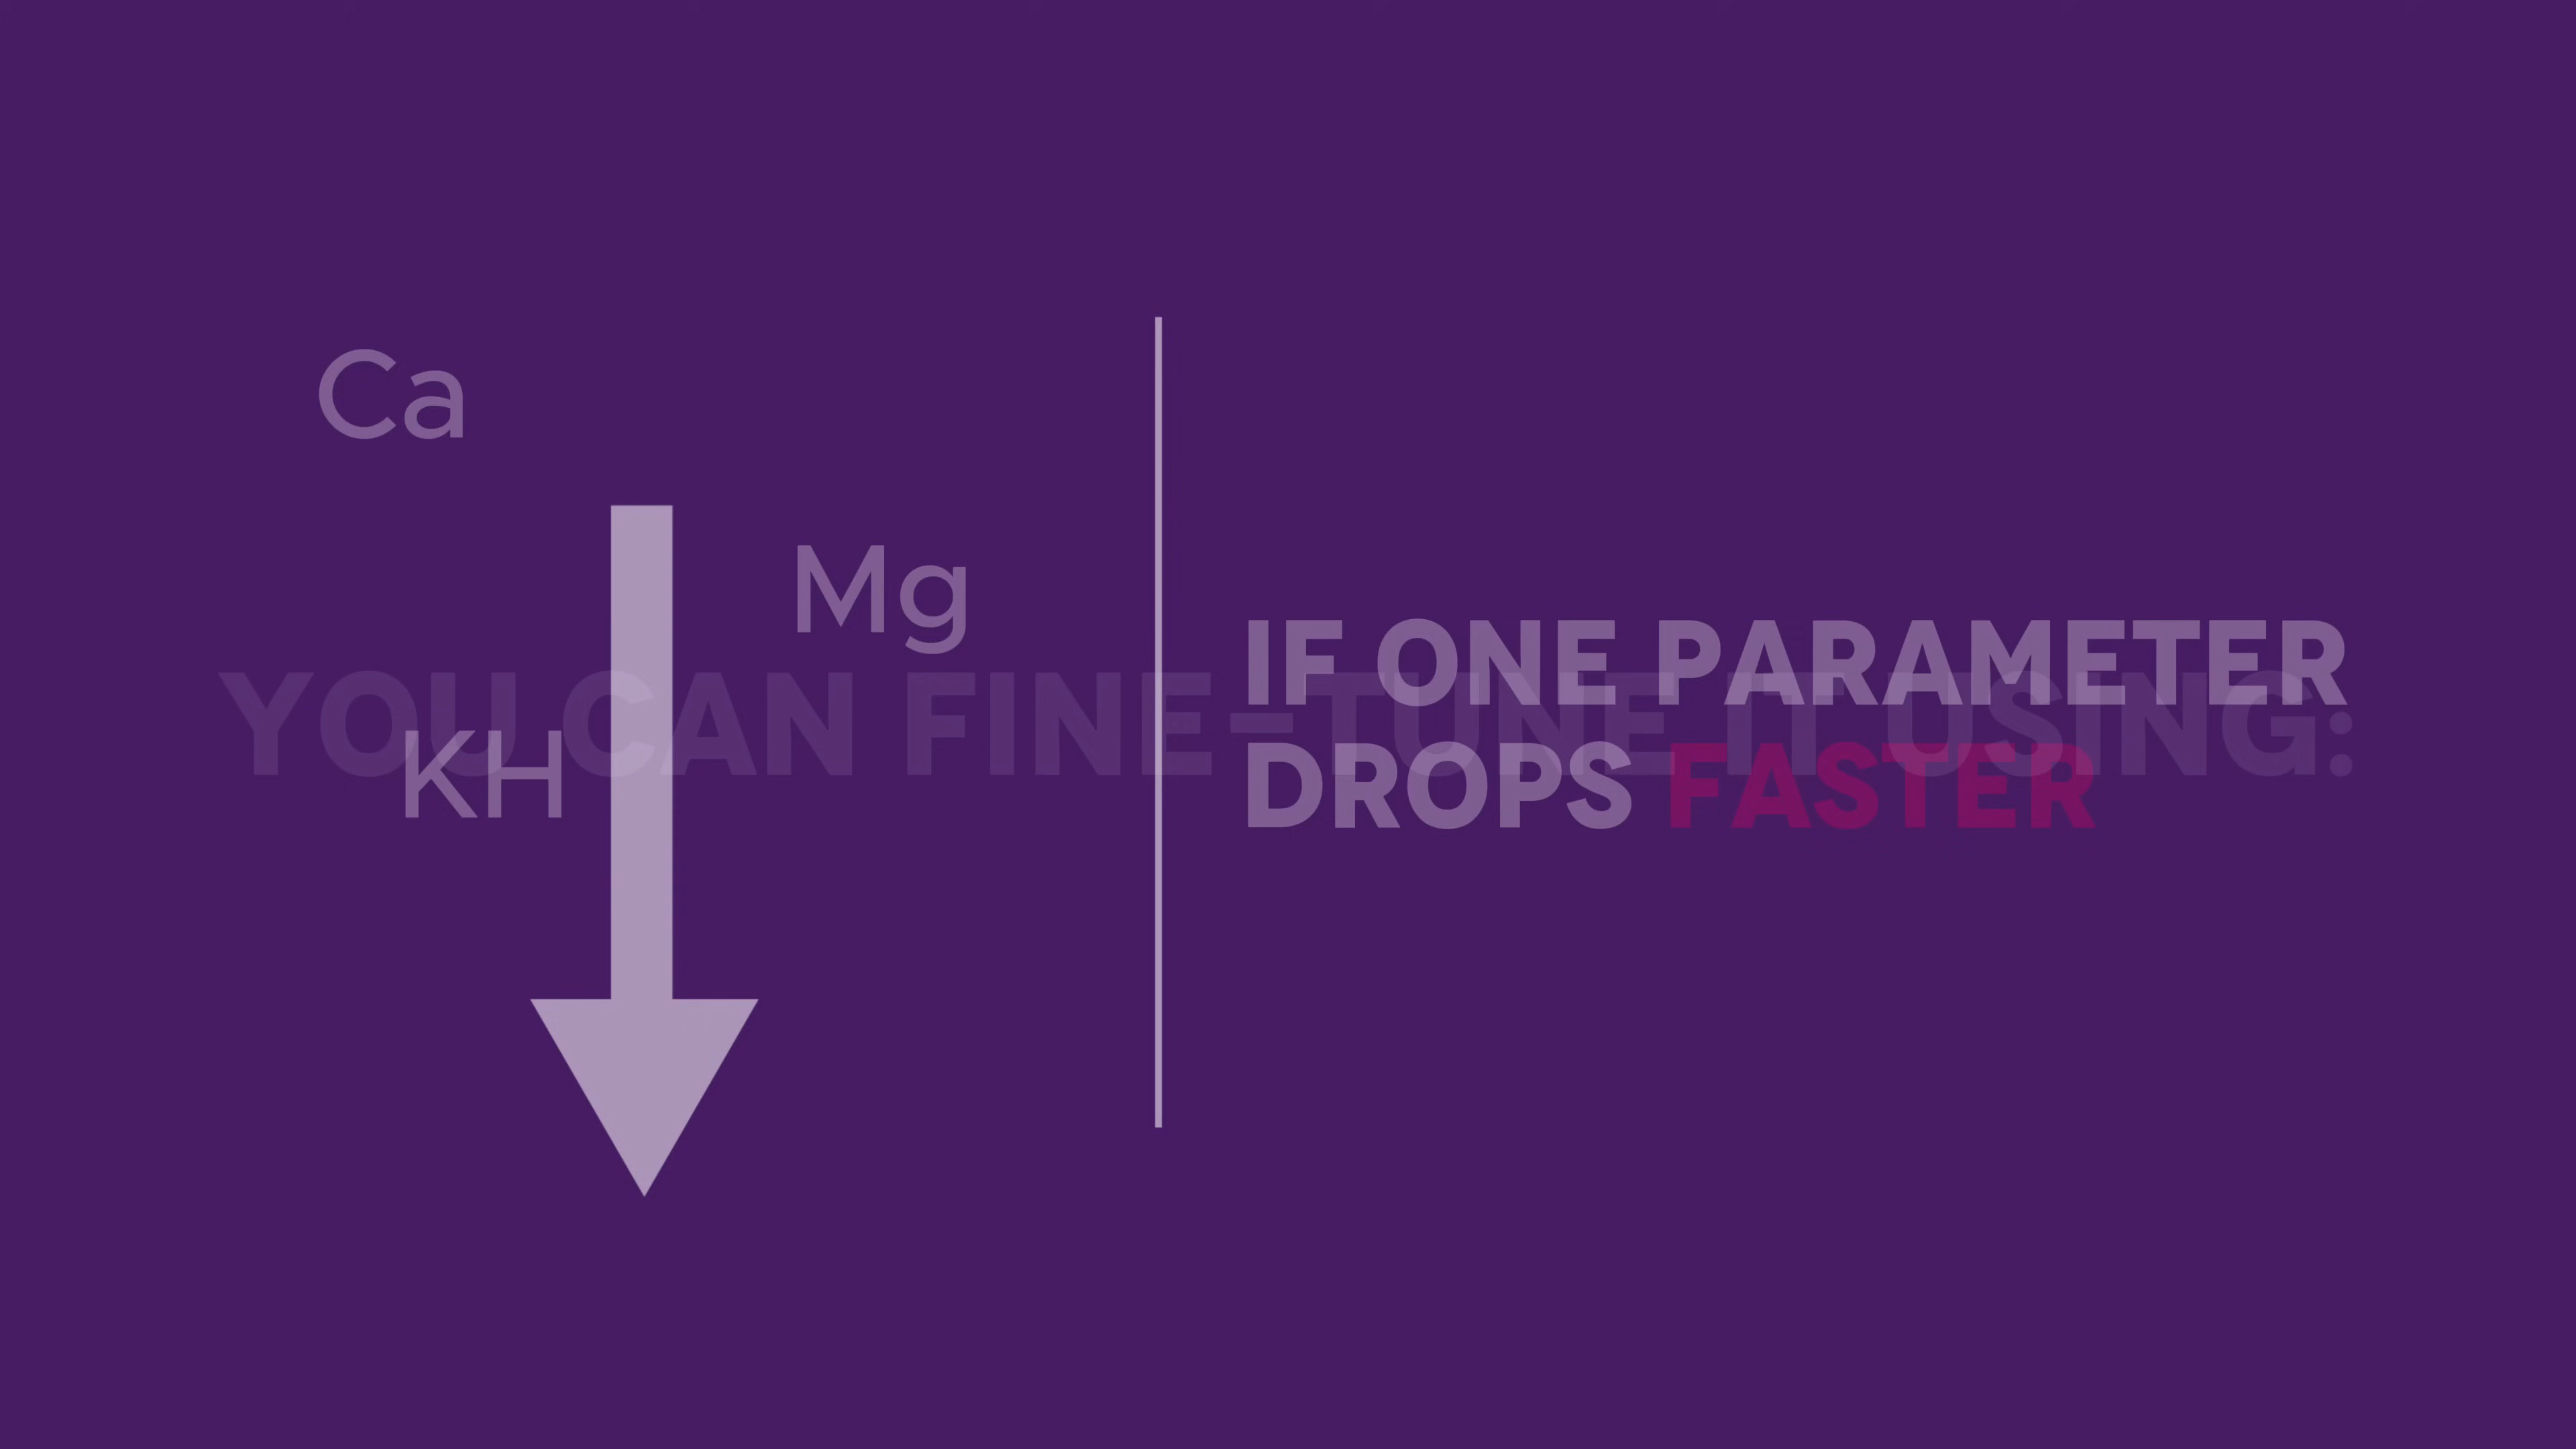 Ca
Mg
KH
IF ONE PARAMETER
DROPS FASTER
YOU CAN FINE-TUNE IT USING: